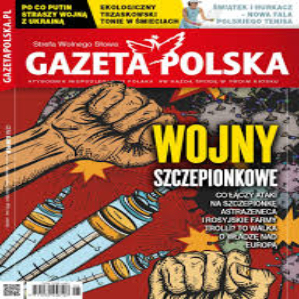 PO CO PUTIN
STRASZY WOJNĄ
Z UKRAINĄ
EKOLOGICZNY
TRZASKOWSKI
TONIE W ŚMIECIACH
ŚWIĄTEK I HURKACZ
– NOWA FALA
POLSKIEGO TENISA
GAZETAPOLSKA.PL
Strefa Wolnego Słowa
GAZETA POLSKA
WOJNY
SZCZEPIONKOWE
CO ŁĄCZY ATAKI
NA SZCZEPIONKĘ
ASTRAZENECA
I ROSYJSKIE FARMY
TROLLI? TO WALKA
O WŁADZĘ NAD
EUROPĄ